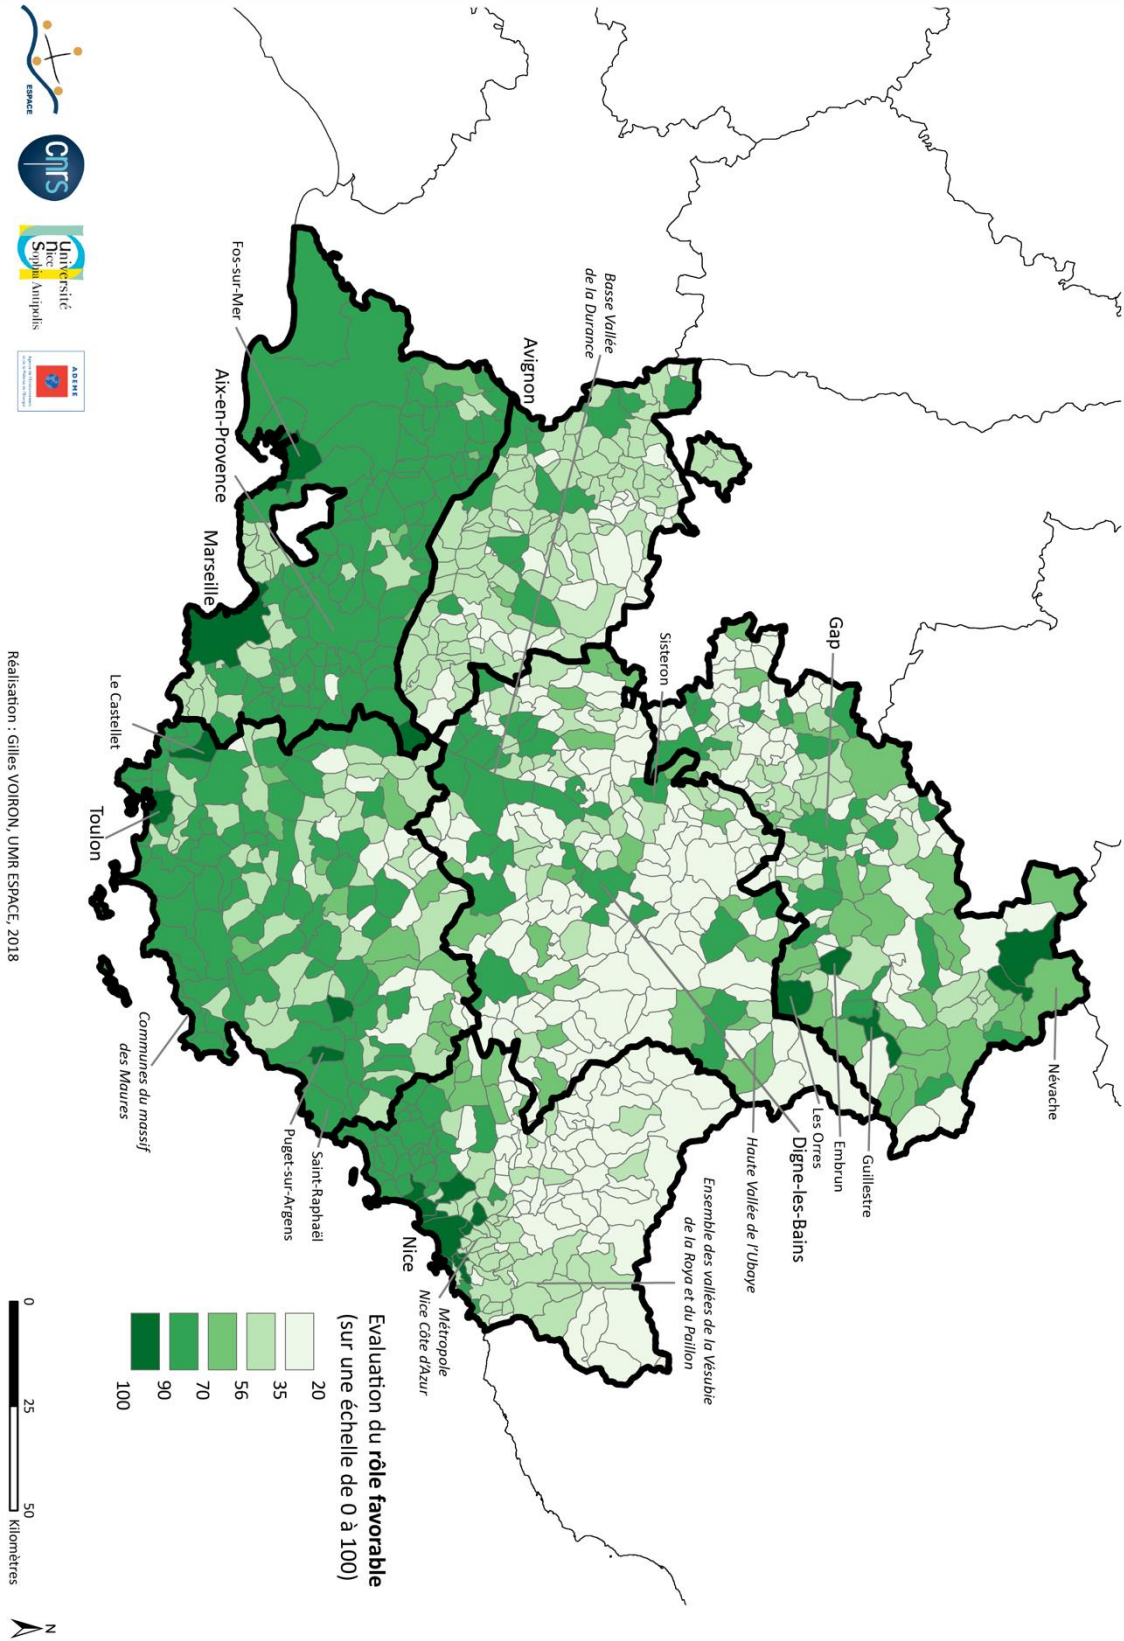 Névache
Guillestre
Embrun
Les Orres
Digne-les-Bains
Haute Vallée de l'Ubaye
Ensemble des vallées de la Vésubie
de la Roya et du Paillon
Gap
Sisteron
Basse Vallée
de la Durance
Avignon
Fos-sur-Mer
Aix-en-Provence
Marseille
Le Castellet
Toulon
Communes du massif
des Maures
Puget-sur-Argens
Saint-Raphaël
Nice
Métropole
Nice Côte d'Azur
Evaluation du rôle favorable
(sur une échelle de 0 à 100)
20
35
56
70
90
100
0 25 50 Kilomètres
N
ESPACE
cnrs
Université
Nice
Sophia Antipolis
ADEME
Réalisation : Gilles VOIRON, UMR ESPACE, 2018